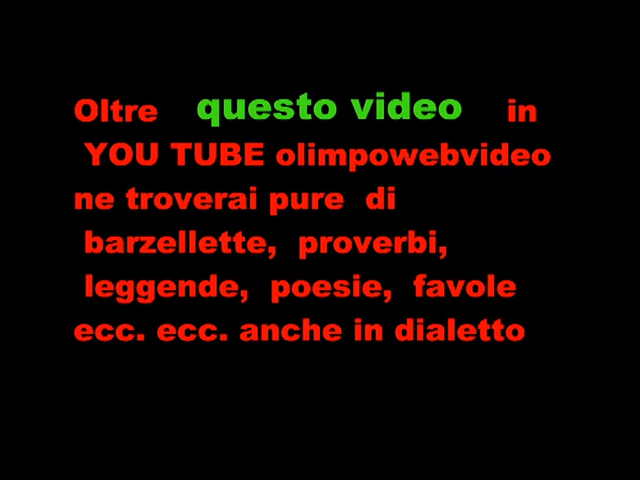 Oltre questo video in
YOU TUBE olimpowebvideo
ne troverai pure di
barzellette, proverbi,
leggende, poesie, favole
ecc. ecc. anche in dialetto